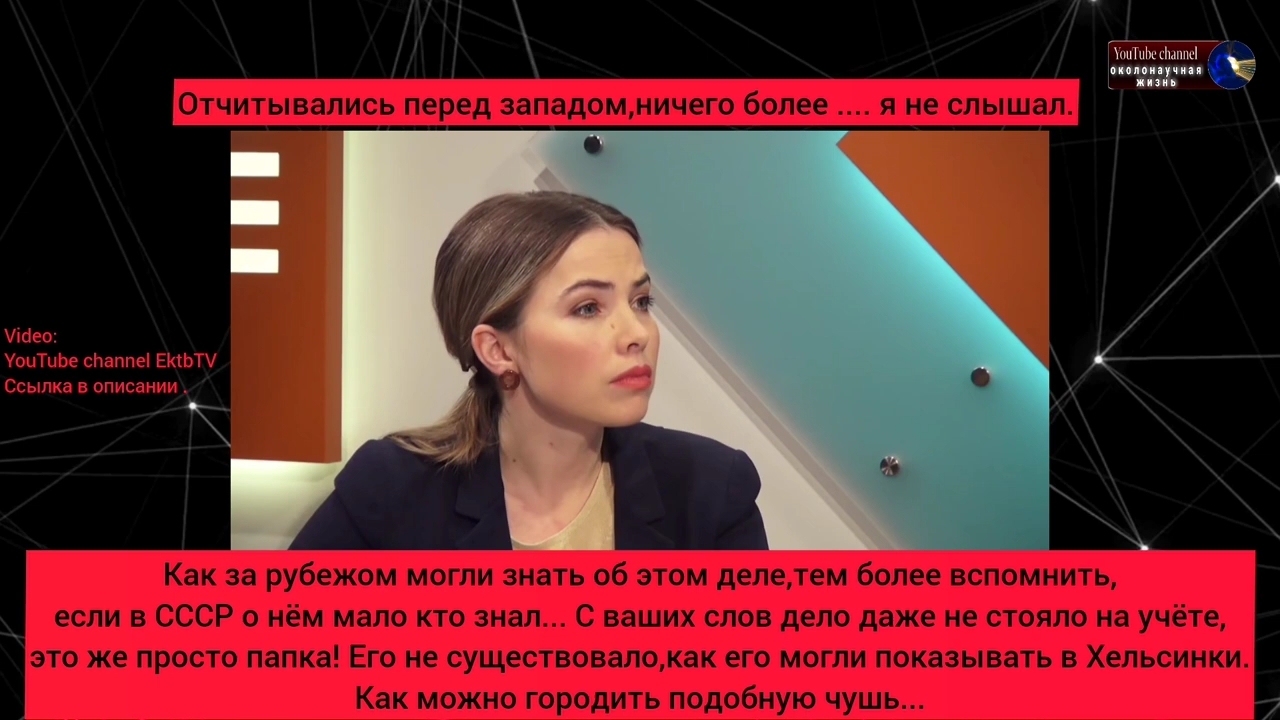 YouTube channel
околонаучная
жизнь
Отчитывались перед западом,ничего более .... я не слышал.
Video:
YouTube channel EktbTV
Ссылка в описании .
Как за рубежом могли знать об этом деле,тем более вспомнить,
если в СССР о нём мало кто знал... С ваших слов дело даже не стояло на учёте,
это же просто папка! Его не существовало,как его могли показывать в Хельсинки.
Как можно городить подобную чушь...